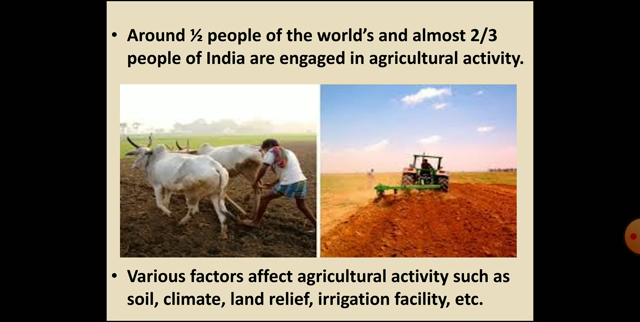 • Around ½ people of the world’s and almost 2/3
people of India are engaged in agricultural activity.
• Various factors affect agricultural activity such as
soil, climate, land relief, irrigation facility, etc.